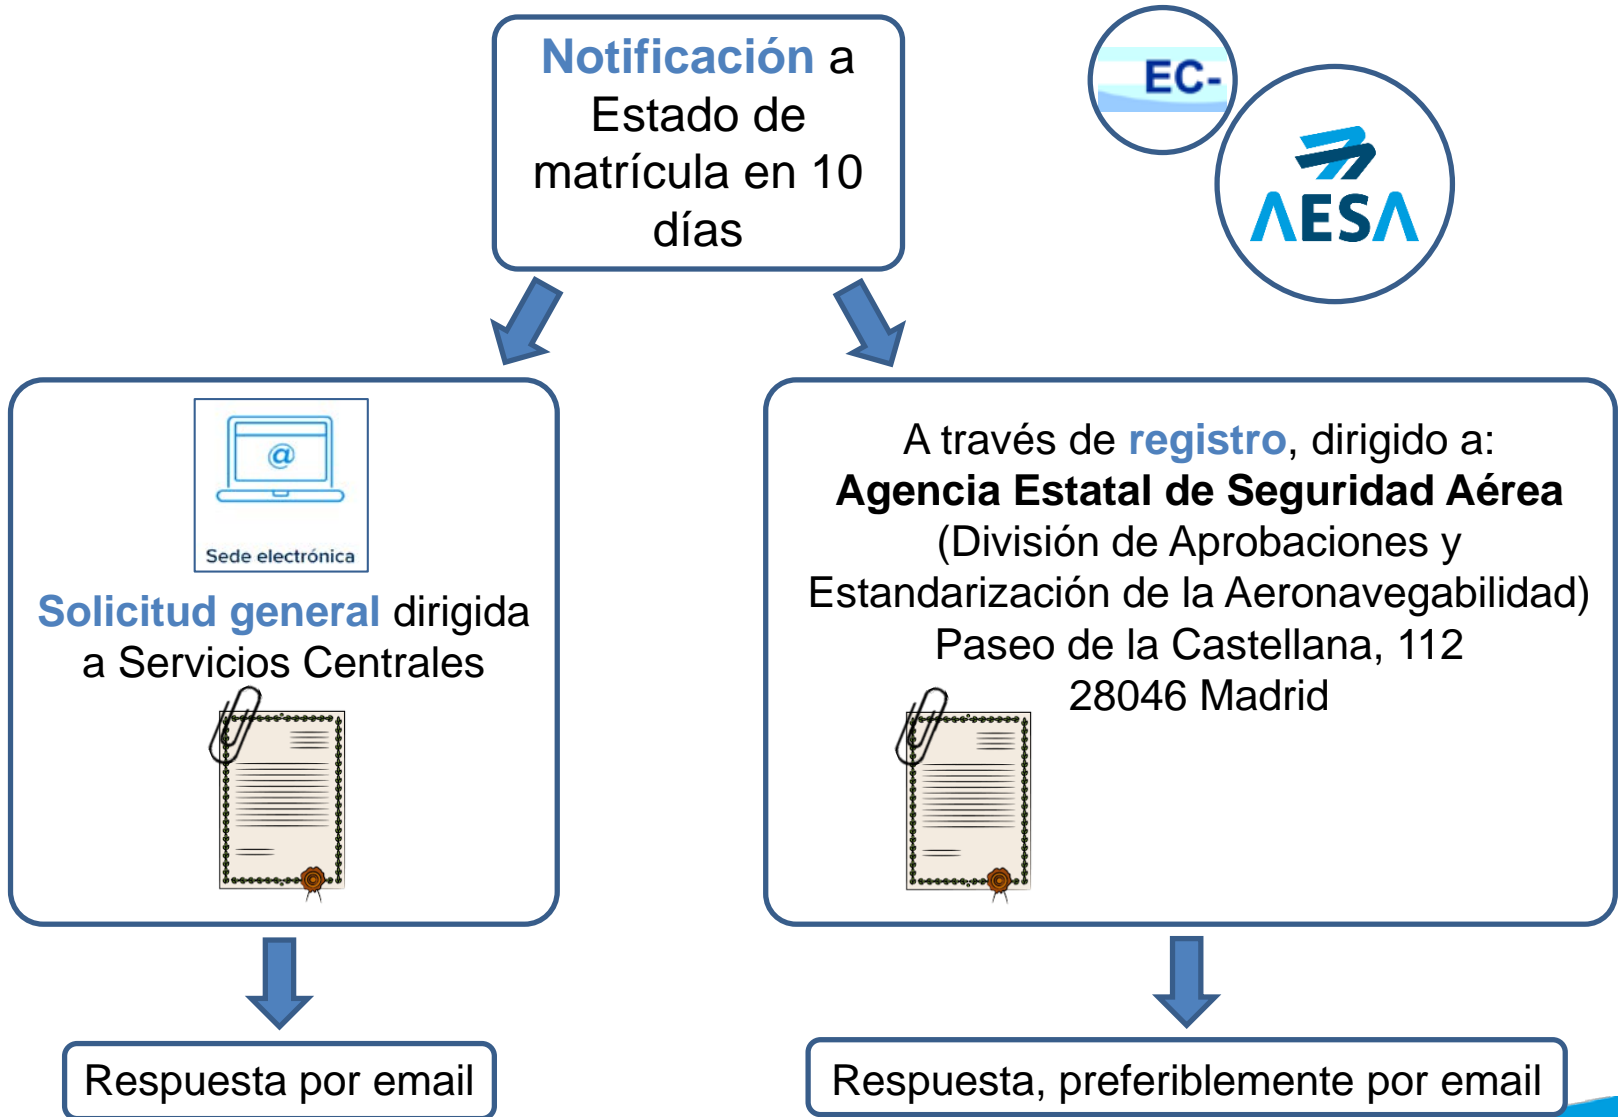 Notificación a
Estado de
matrícula en 10
días
EC-
AESA
@
Sede electrónica
Solicitud general dirigida
a Servicios Centrales
A través de registro, dirigido a:
Agencia Estatal de Seguridad Aérea
(División de Aprobaciones y
Estandarización de la Aeronavegabilidad)
Paseo de la Castellana, 112
28046 Madrid
Respuesta por email
Respuesta, preferiblemente por email